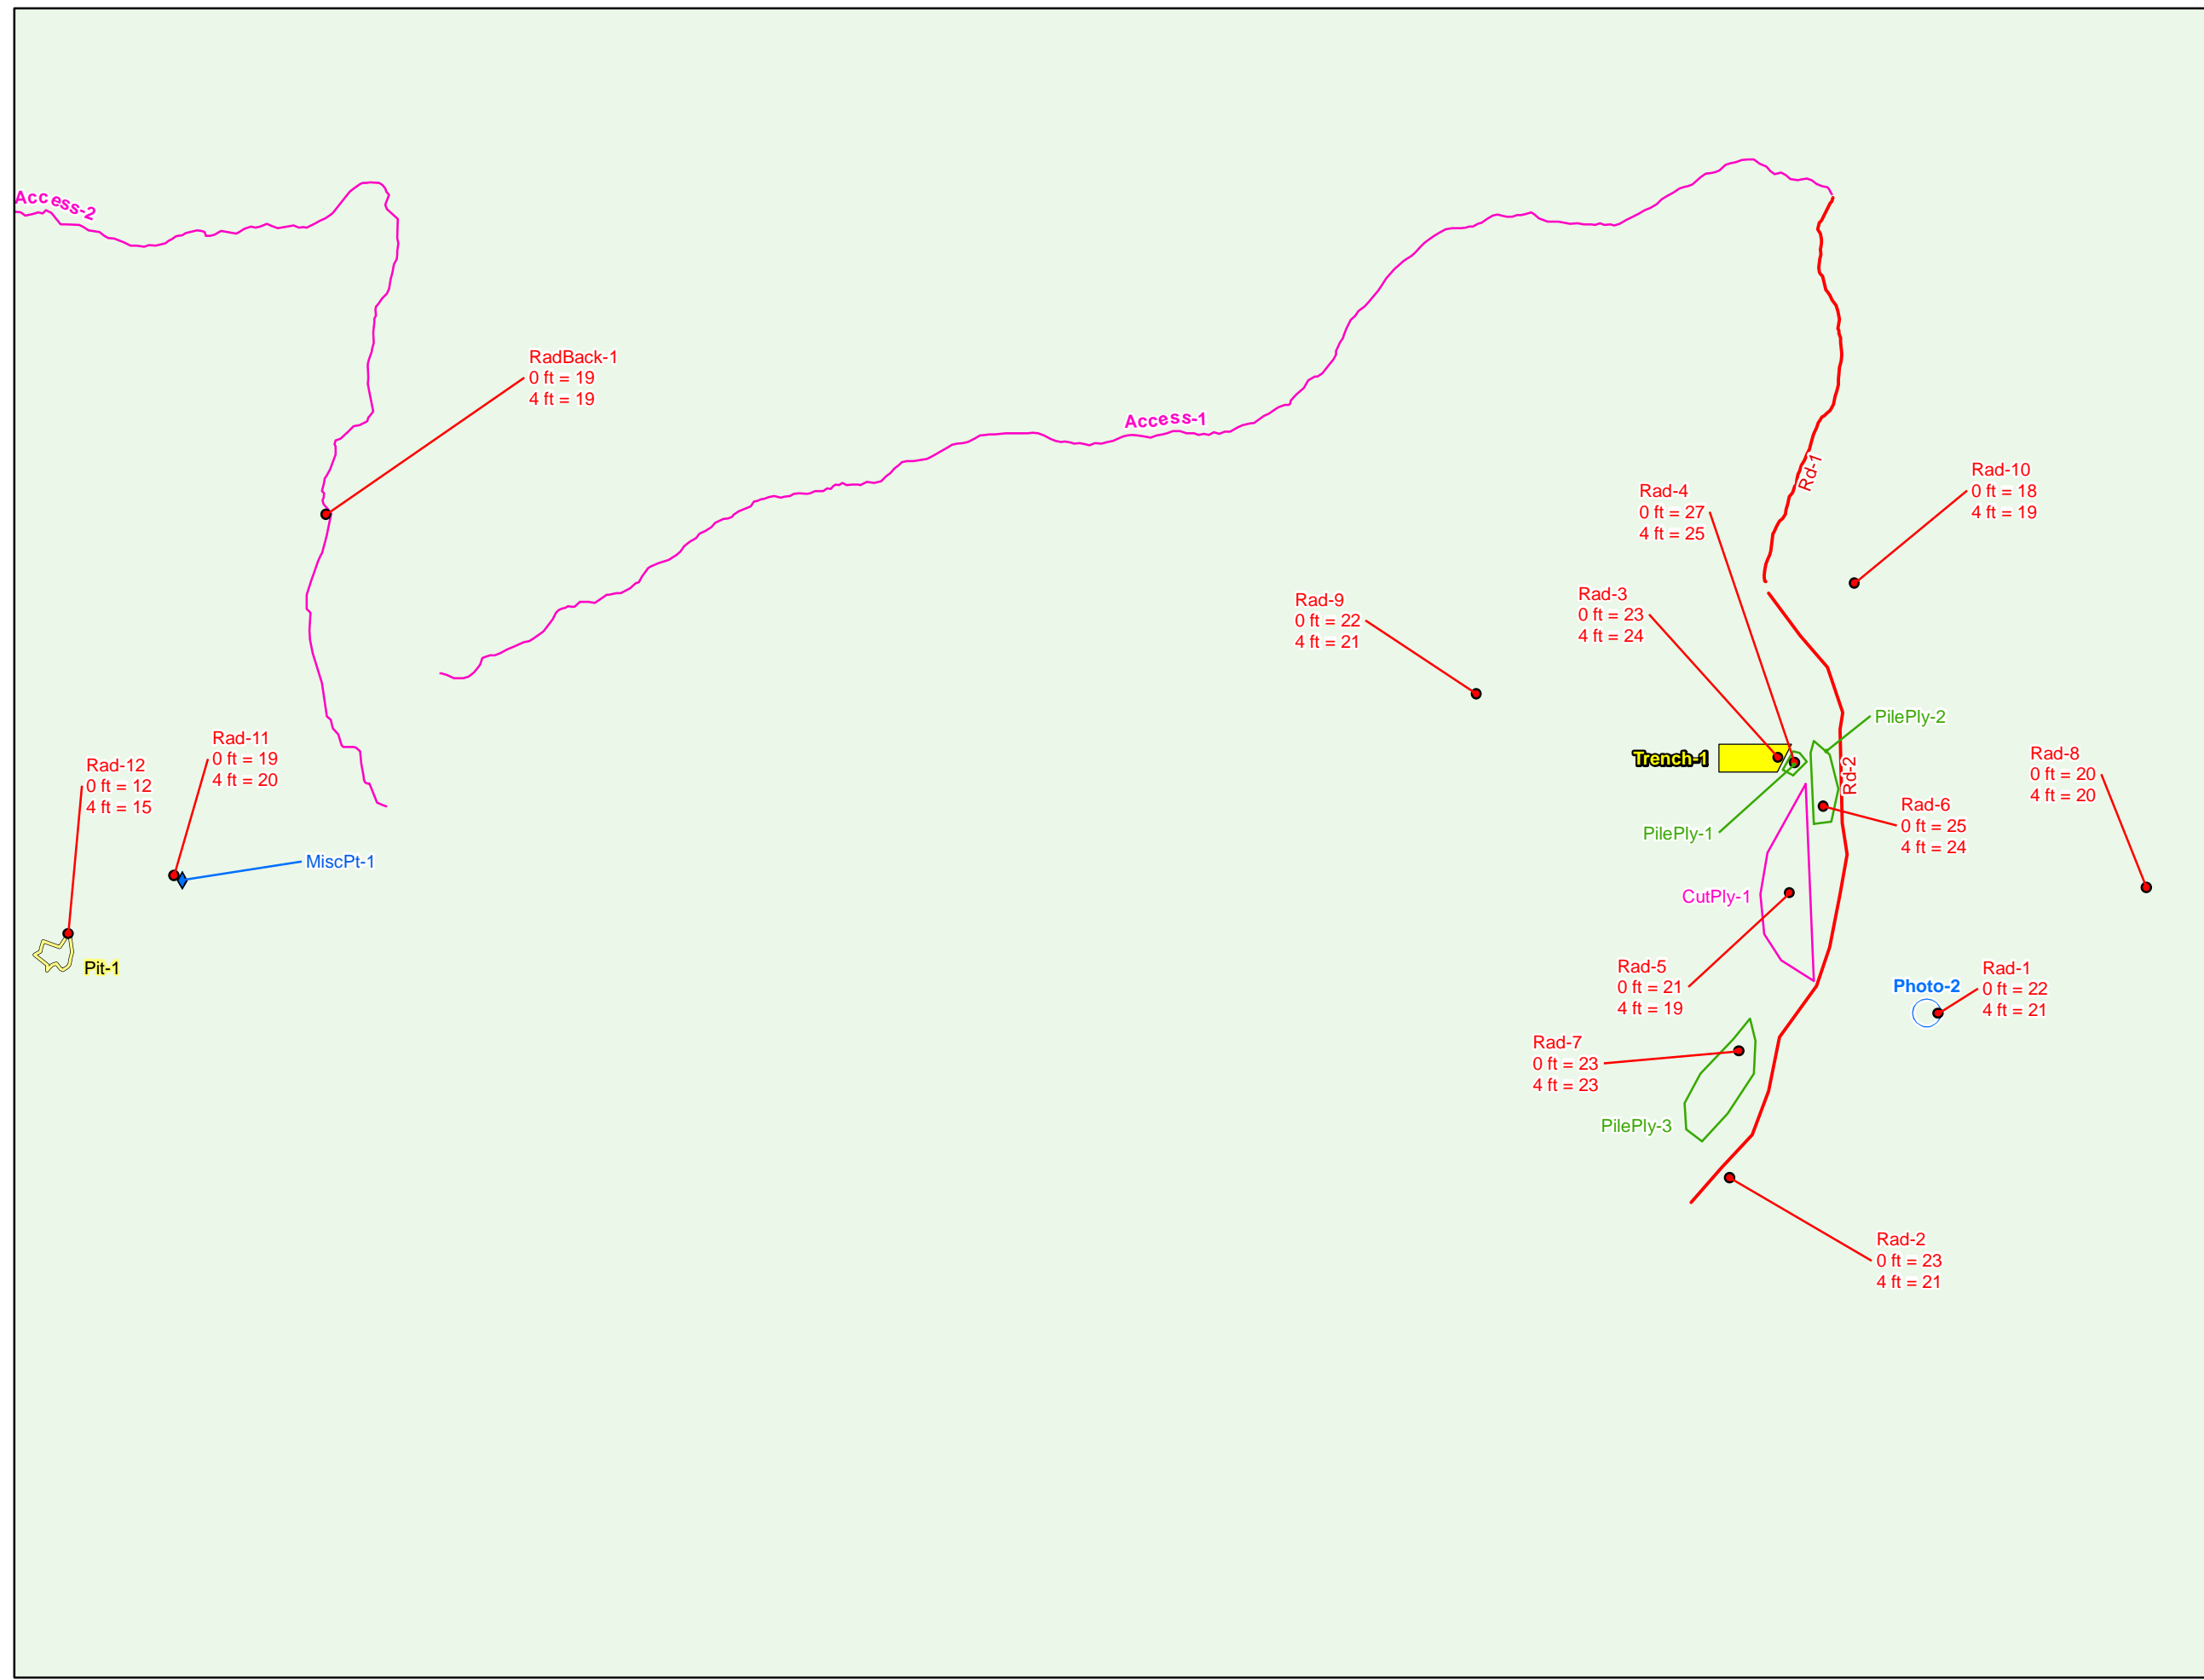 Access-2
RadBack-1
0 ft = 19
4 ft = 19
Access-1
Rd-1
Rad-10
0 ft = 18
4 ft = 19
Rad-4
0 ft = 27
4 ft = 25
Rad-3
0 ft = 23
4 ft = 24
Rad-9
0 ft = 22
4 ft = 21
PilePly-2
Trench-1
Rd-2
Rad-8
0 ft = 20
4 ft = 20
Rad-11
0 ft = 19
4 ft = 20
Rad-12
0 ft = 12
4 ft = 15
PilePly-1
Rad-6
0 ft = 25
4 ft = 24
MiscPt-1
CutPly-1
Pit-1
Rad-5
0 ft = 21
4 ft = 19
Photo-2
Rad-1
0 ft = 22
4 ft = 21
Rad-7
0 ft = 23
4 ft = 23
PilePly-3
Rad-2
0 ft = 23
4 ft = 21